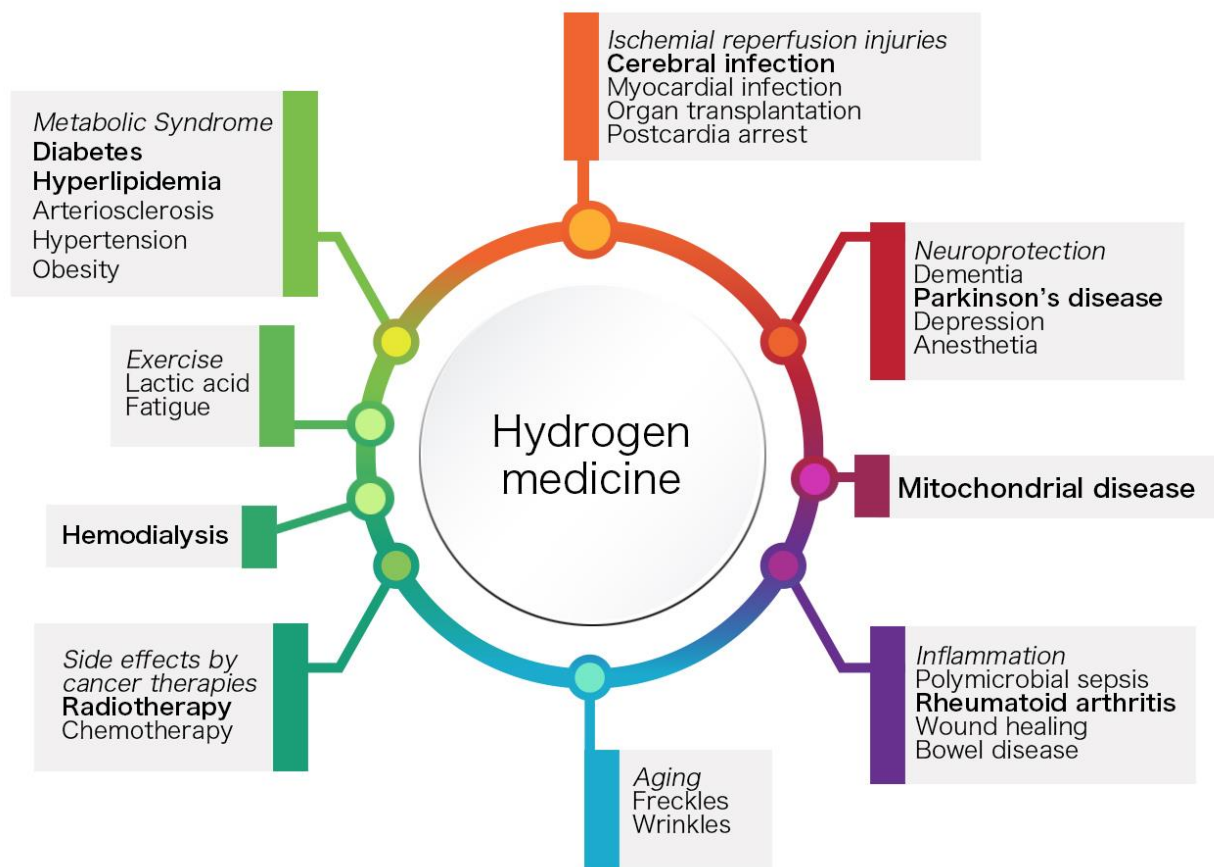 Ischemial reperfusion injuries
Cerebral infection
Myocardial infection
Organ transplantation
Postcardia arrest
Metabolic Syndrome
Diabetes
Hyperlipidemia
Arteriosclerosis
Hypertension
Obesity
Neuroprotection
Dementia
Parkinson’s disease
Depression
Anesthetia
Exercise
Lactic acid
Fatigue
Hydrogen
medicine
Mitochondrial disease
Hemodialysis
Side effects by
cancer therapies
Radiotherapy
Chemotherapy
Inflammation
Polymicrobial sepsis
Rheumatoid arthritis
Wound healing
Bowel disease
Aging
Freckles
Wrinkles